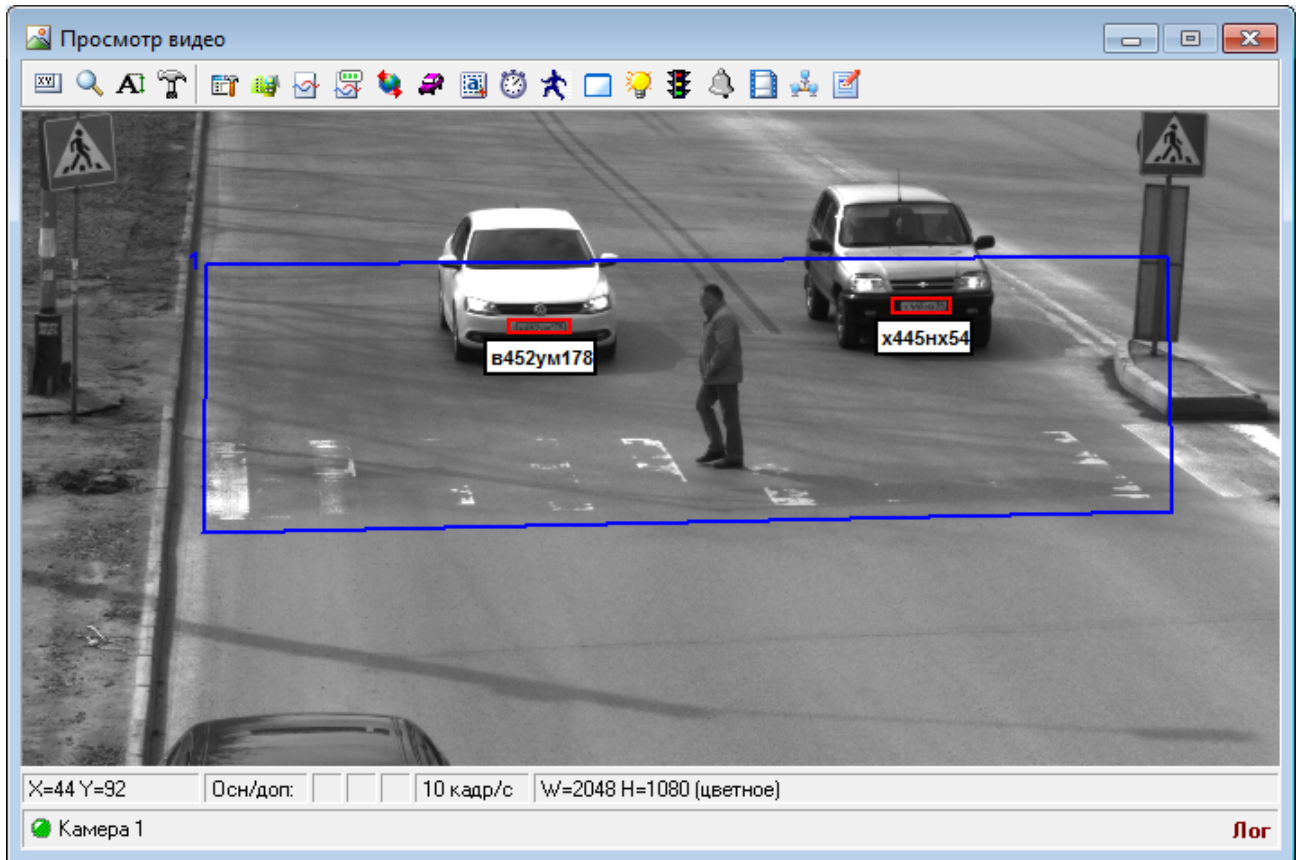 Просмотр видео
1
в452ум178
х445нх54
X=44 Y=92
Осн/доп:
10 кадр/с
W=2048 H=1080 (цветное)
Камера 1
Лог